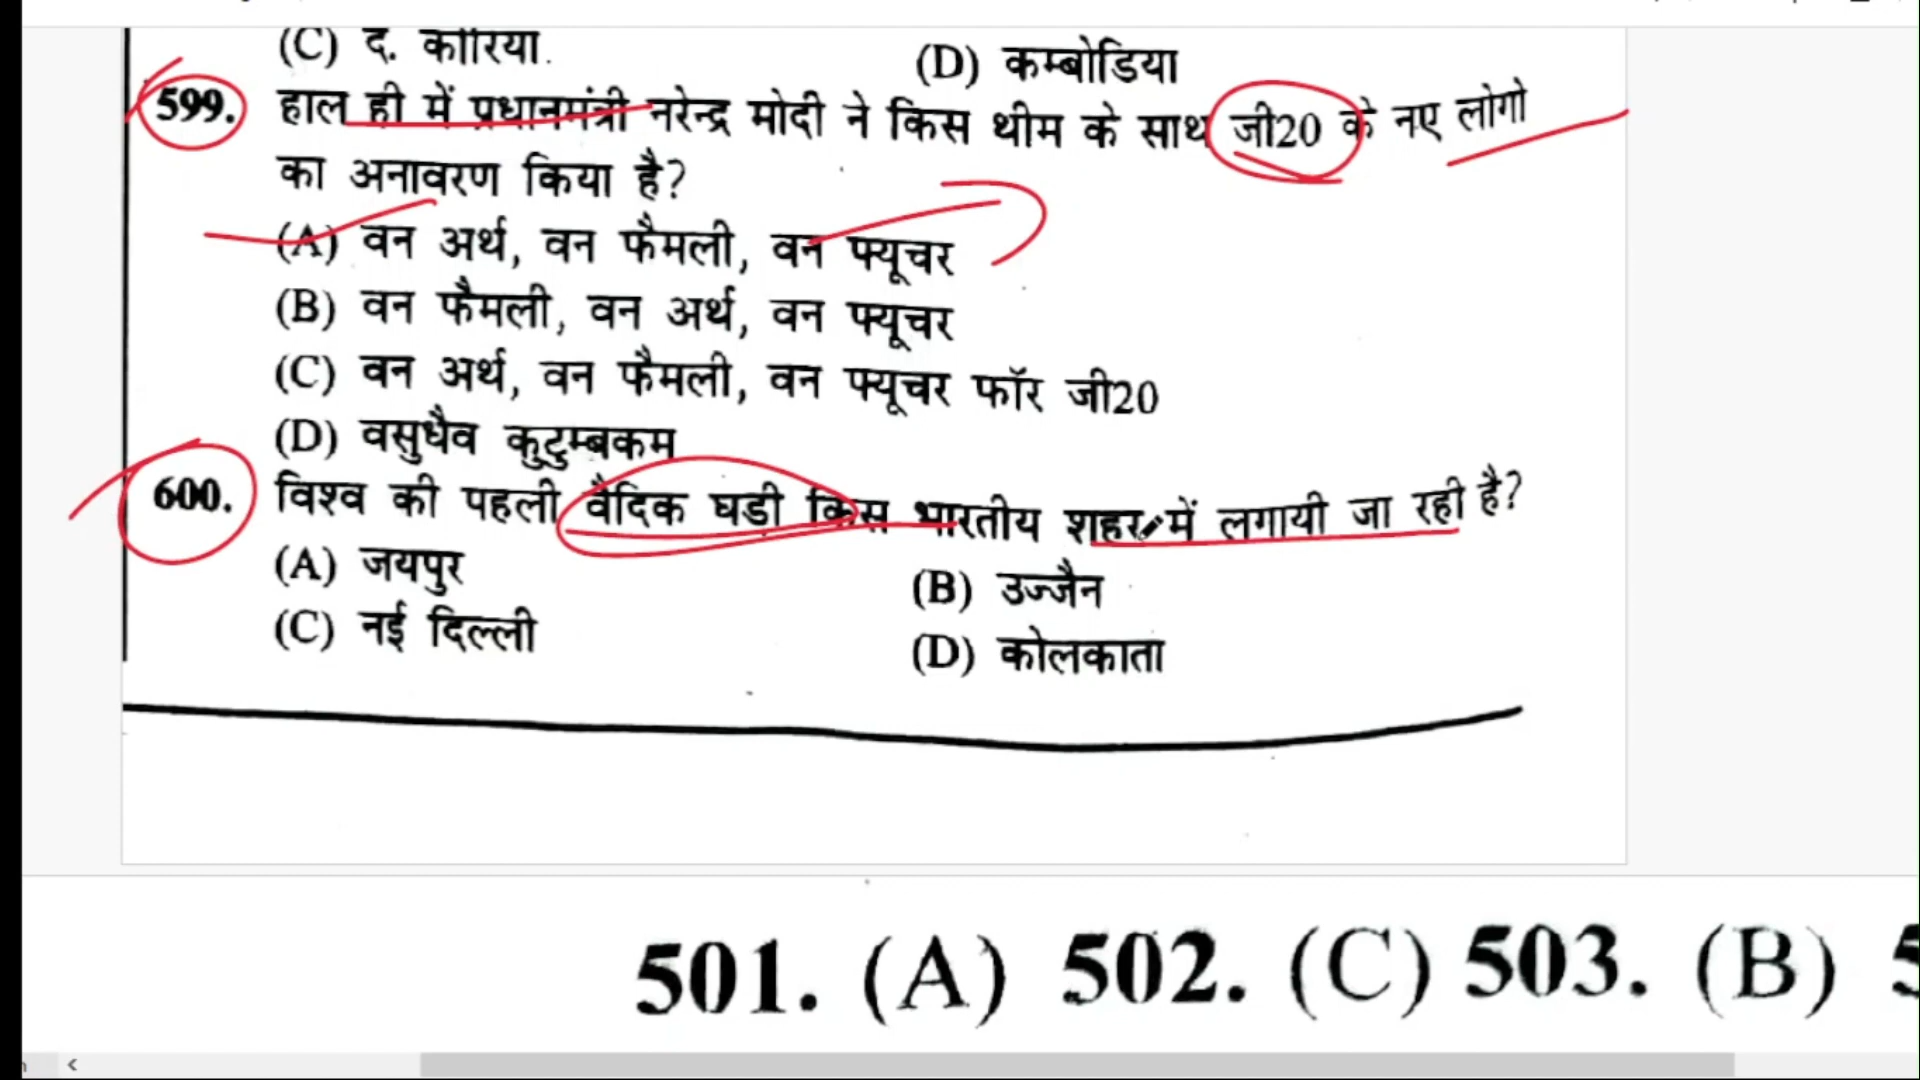 (C) द. कोरिया.
(D) कम्बोडिया
599. हाल ही में प्रधानमंत्री नरेन्द्र मोदी ने किस थीम के साथ जी20 के नए लोगो
का अनावरण किया है?
(A) वन अर्थ, वन फैमली, वन फ्यूचर
(B) वन फैमली, वन अर्थ, वन फ्यूचर
(C) वन अर्थ, वन फैमली, वन फ्यूचर फॉर जी20
(D) वसुधैव कुटुम्बकम
600. विश्व की पहली वैदिक घडी किस भारतीय शहर में लगायी जा रही है?
(A) जयपुर
(B) उज्जैन
(C) नई दिल्ली
(D) कोलकाता
501. (A) 502. (C) 503. (B) 5